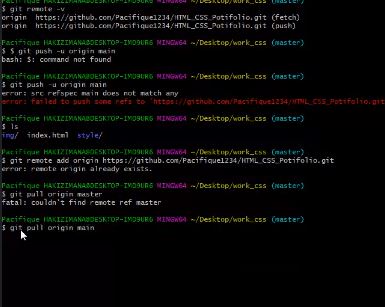 $ git remote -v
origin  https://github.com/Pacifique1234/HTML_CSS_Potifolio.git (fetch)
origin  https://github.com/Pacifique1234/HTML_CSS_Potifolio.git (push)
Pacifique HAKIZIMANA@DESKTOP-IMD9UR6 MINGW64 ~/Desktop/work_css (master)
$ $ git push -u origin main
bash: $: command not found
Pacifique HAKIZIMANA@DESKTOP-IMD9UR6 MINGW64 ~/Desktop/work_css (master)
$ git push -u origin main
error: src refspec main does not match any
error: failed to push some refs to 'https://github.com/Pacifique1234/HTML_CSS_Potifolio.git
Pacifique HAKIZIMANA@DESKTOP-IMD9UR6 MINGW64 ~/Desktop/work_css (master)
$ ls
img/  index.html  style/
Pacifique HAKIZIMANA@DESKTOP-IMD9UR6 MINGW64 ~/Desktop/work_css (master)
$ git remote add origin https://github.com/Pacifique1234/HTML_CSS_Potifolio.git
error: remote origin already exists.
Pacifique HAKIZIMANA@DESKTOP-IMD9UR6 MINGW64 ~/Desktop/work_css (master)
$ git pull origin master
fatal: couldn't find remote ref master
Pacifique HAKIZIMANA@DESKTOP-IMD9UR6 MINGW64 ~/Desktop/work_css (master)
$ git pull origin main